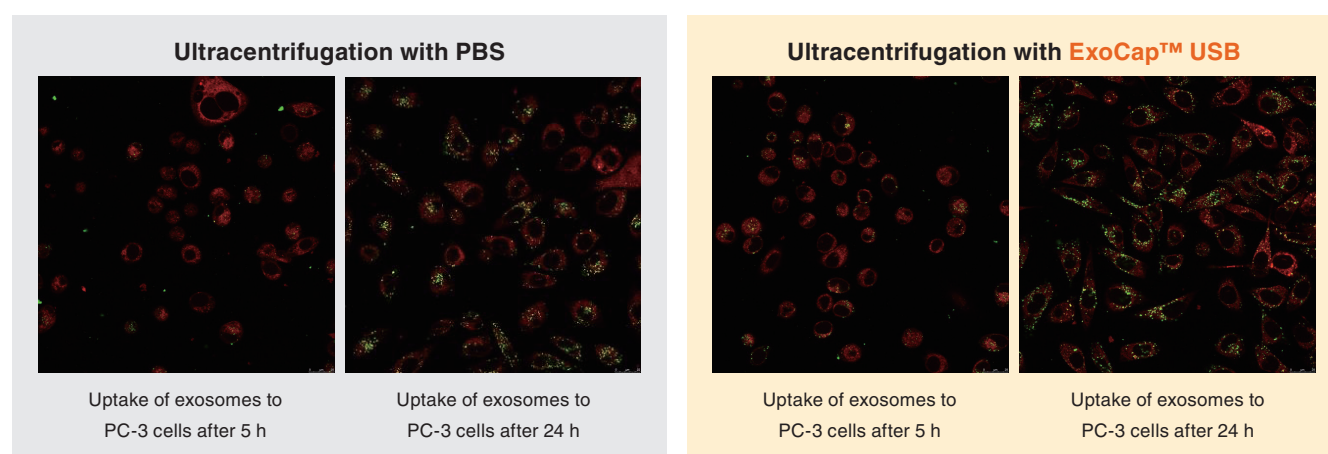 Ultracentrifugation with PBS
Uptake of exosomes to
PC-3 cells after 5 h
Uptake of exosomes to
PC-3 cells after 24 h
Ultracentrifugation with ExoCap™ USB
Uptake of exosomes to
PC-3 cells after 5 h
Uptake of exosomes to
PC-3 cells after 24 h